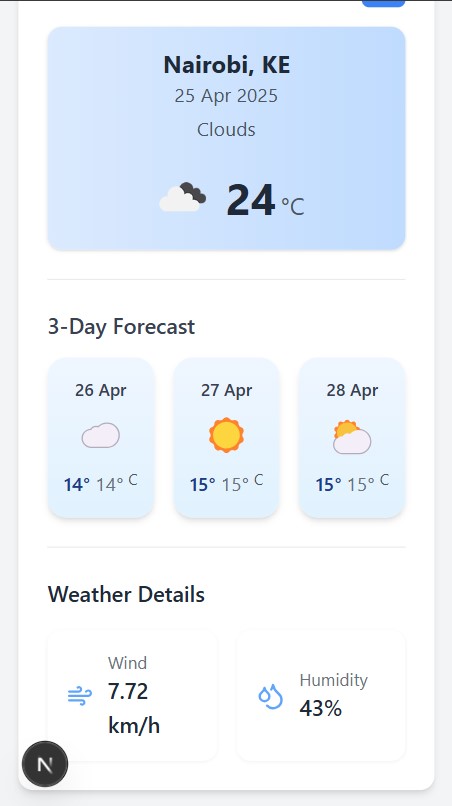 Nairobi, KE
25 Apr 2025
Clouds
24 °C
3-Day Forecast
26 Apr
14° 14° C
27 Apr
15° 15° C
28 Apr
15° 15° C
Weather Details
Wind
7.72
km/h
Humidity
43%
N